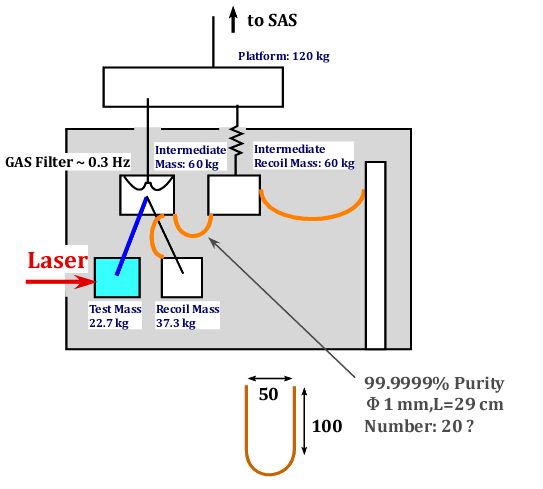 to SAS
Platform: 120 kg
GAS Filter ~ 0.3 Hz
Intermediate
Mass: 60 kg
Intermediate
Recoil Mass: 60 kg
Laser
Test Mass
22.7 kg
Recoil Mass
37.3 kg
99.9999% Purity
Φ 1 mm,L=29 cm
Number: 20 ?
50
100